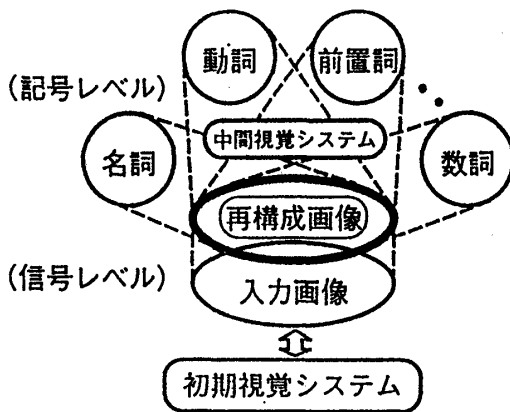 動詞
前置詞
(記号レベル)
中間視覚システム
名詞
数詞
再構成画像
(信号レベル)
入力画像
初期視覚システム